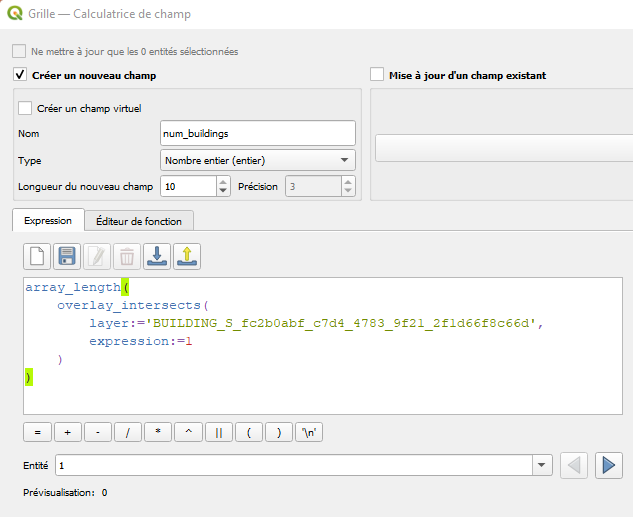 Grille — Calculatrice de champ
Ne mettre à jour que les 0 entités sélectionnées
Créer un nouveau champ
Mise à jour d'un champ existant
Créer un champ virtuel
Nom num_buildings
Type Nombre entier (entier)
Longueur du nouveau champ 10 Précision 3
Expression Éditeur de fonction
array_length(
overlay_intersects(
layer:='BUILDING_S_fc2b0abf_c7d4_4783_9f21_2f1d66f8c66d',
expression:=1
)
)
= + - / * ^ || ( ) '\n'
Entité 1
Prévisualisation: 0